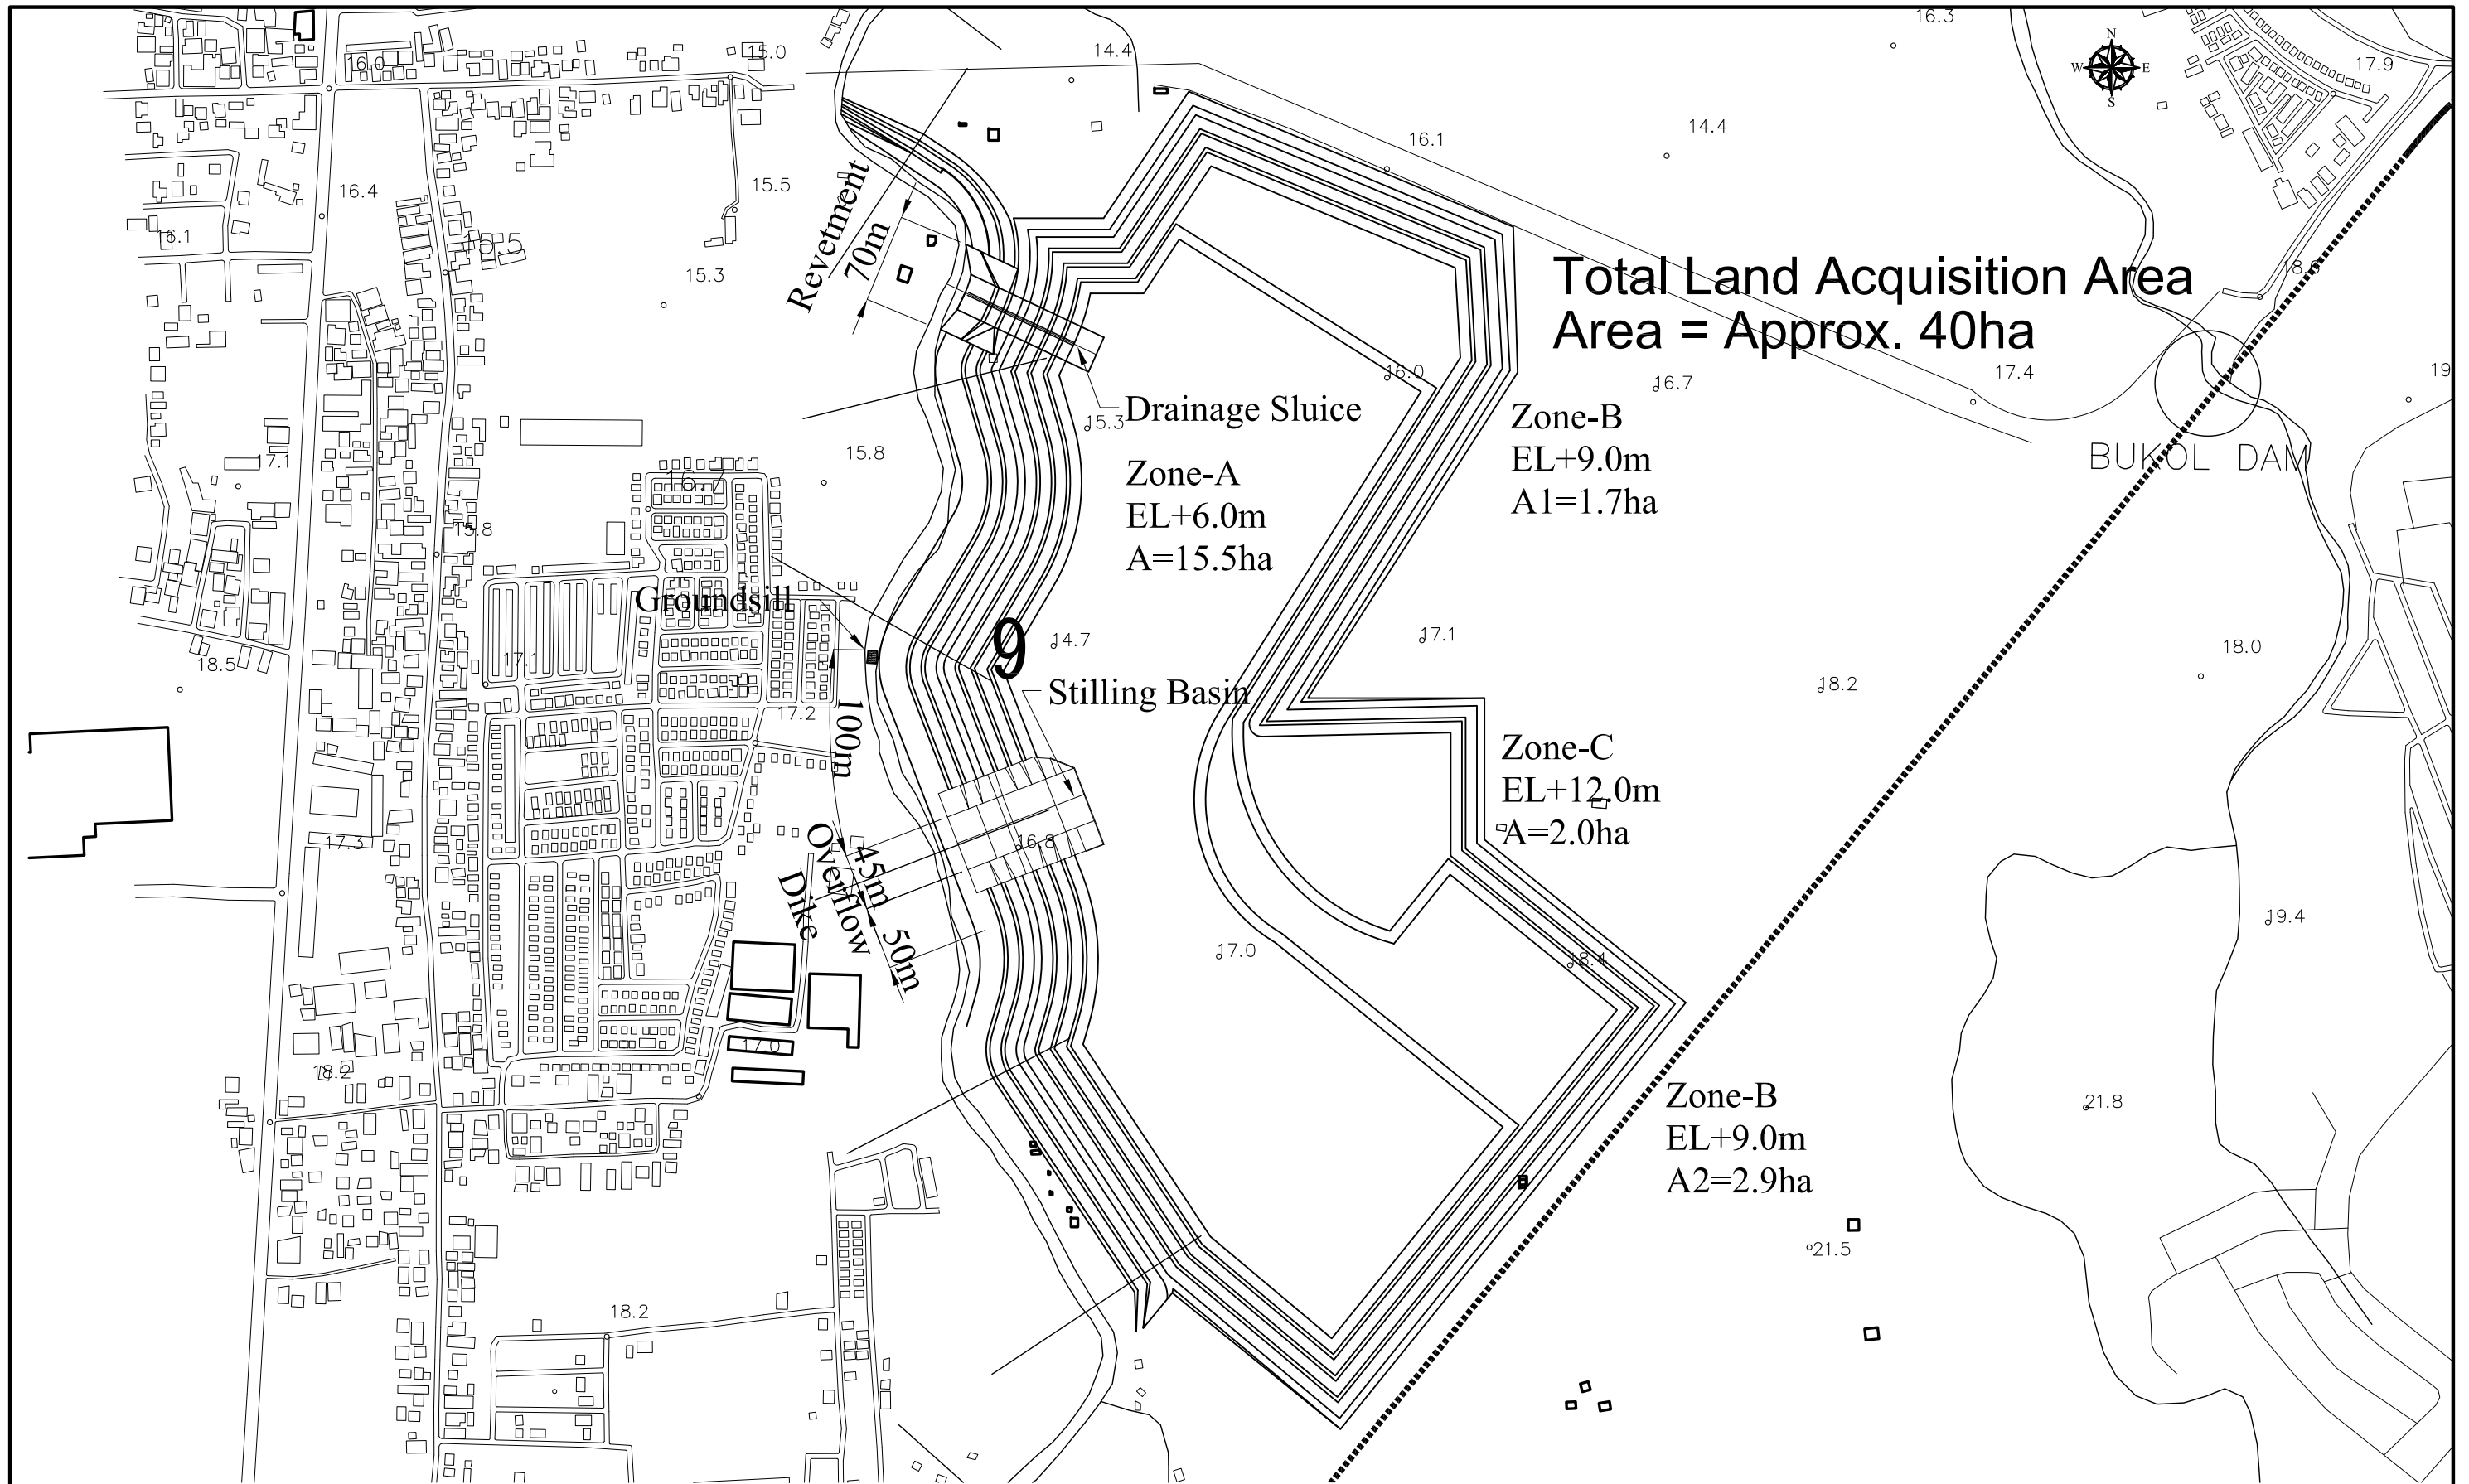 16.3
15.0
16.0
14.4
N
W
E
S
17.9
16.1
14.4
16.4
15.5
Revetment
70m
16.1
15.5
15.3
Total Land Acquisition Area
Area = Approx. 40ha
18.6
16.0
16.7
17.4
19
Drainage Sluice
15.3
Zone-B
EL+9.0m
A1=1.7ha
15.8
17.1
BUKOL DAM
Zone-A
EL+6.0m
A=15.5ha
16.7
15.8
Groundsill
9
14.7
17.1
18.0
18.5
17.1
18.2
Stilling Basin
17.2
100m
Zone-C
EL+12.0m
A=2.0ha
17.3
16.8
45m
Overflow
Dike
50m
19.4
17.0
18.4
17.0
18.2
Zone-B
EL+9.0m
A2=2.9ha
21.8
21.5
18.2